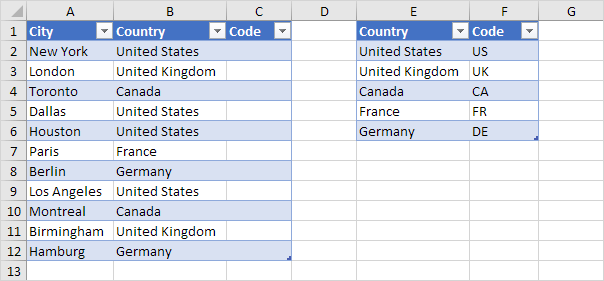 A B C D E F G
1 City Country Code Country Code
2 New York United States United States US
3 London United Kingdom United Kingdom UK
4 Toronto Canada Canada CA
5 Dallas United States France FR
6 Houston United States Germany DE
7 Paris France
8 Berlin Germany
9 Los Angeles United States
10 Montreal Canada
11 Birmingham United Kingdom
12 Hamburg Germany
13